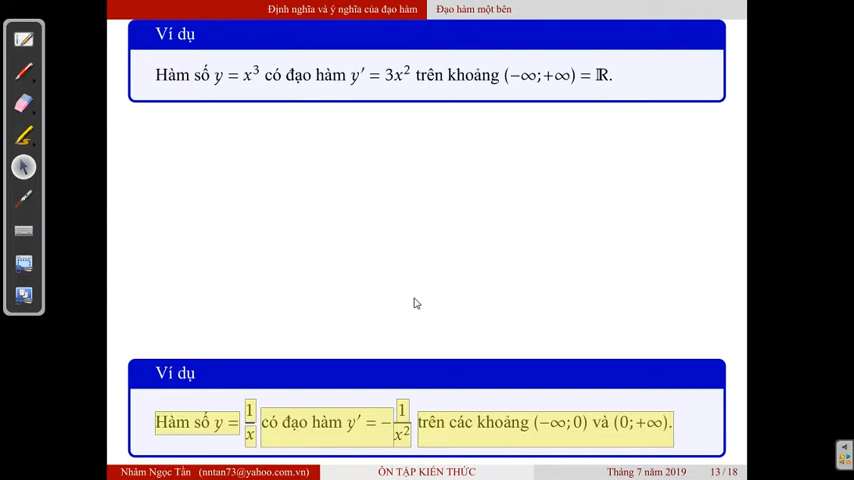 Định nghĩa và ý nghĩa của đạo hàm Đạo hàm một bên
Ví dụ
Hàm số y = x³ có đạo hàm y′ = 3x² trên khoảng (−∞;+∞) = ℝ.
Ví dụ
Hàm số y = 1/x có đạo hàm y′ = −1/x² trên các khoảng (−∞;0) và (0;+∞).
Nhâm Ngọc Tần (nntan73@yahoo.com.vn) ÔN TẬP KIẾN THỨC Tháng 7 năm 2019 13 / 18